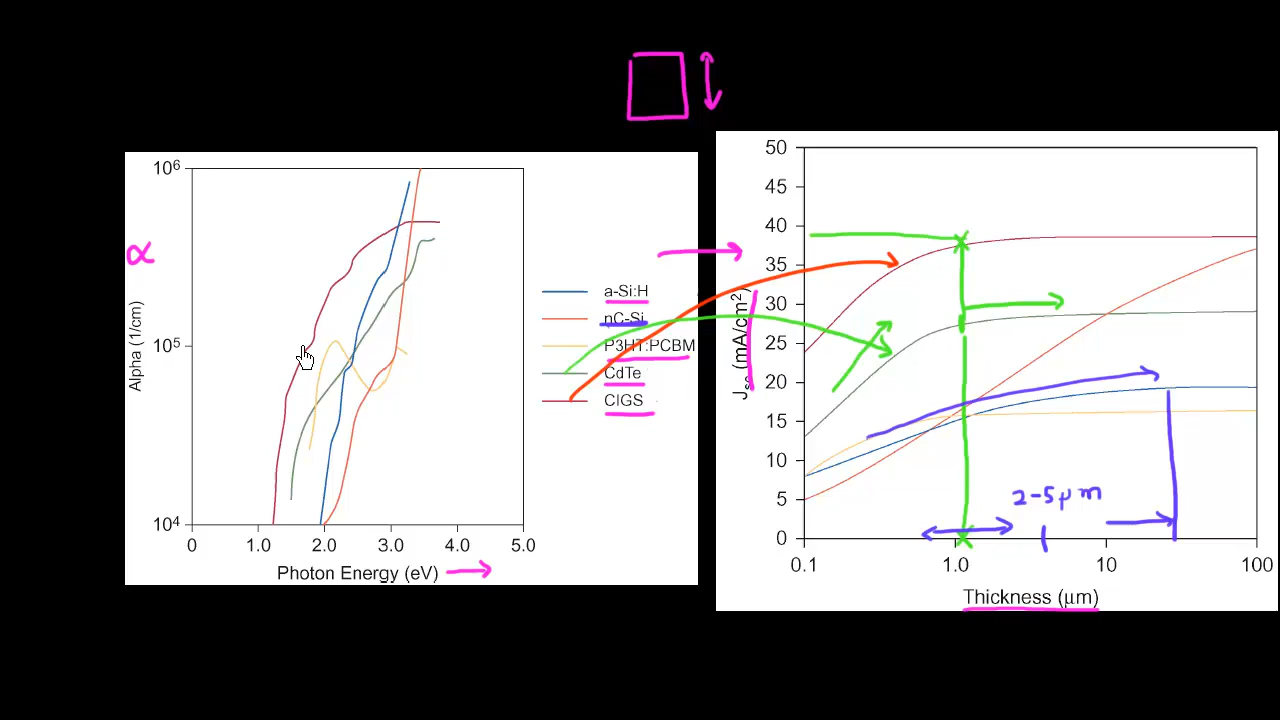 10⁶
10⁵
10⁴
α
Alpha (1/cm)
0 1.0 2.0 3.0 4.0 5.0
Photon Energy (eV)
a-Si:H
nC-Si
P3HT:PCBM
CdTe
CIGS
50
45
40
35
30
25
20
15
10
5
0
Jsc (mA/cm²)
2-5μm
0.1 1.0 10 100
Thickness (μm)